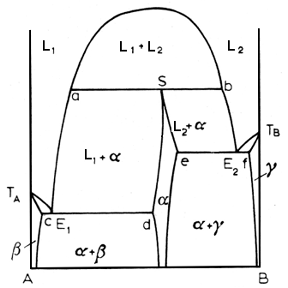 L₁ L₁ + L₂ L₂
a S b
L₂ + α
T_B
L₁ + α
e E₂ f
γ
T_A
c E₁ d α α + γ
β α + β
A B